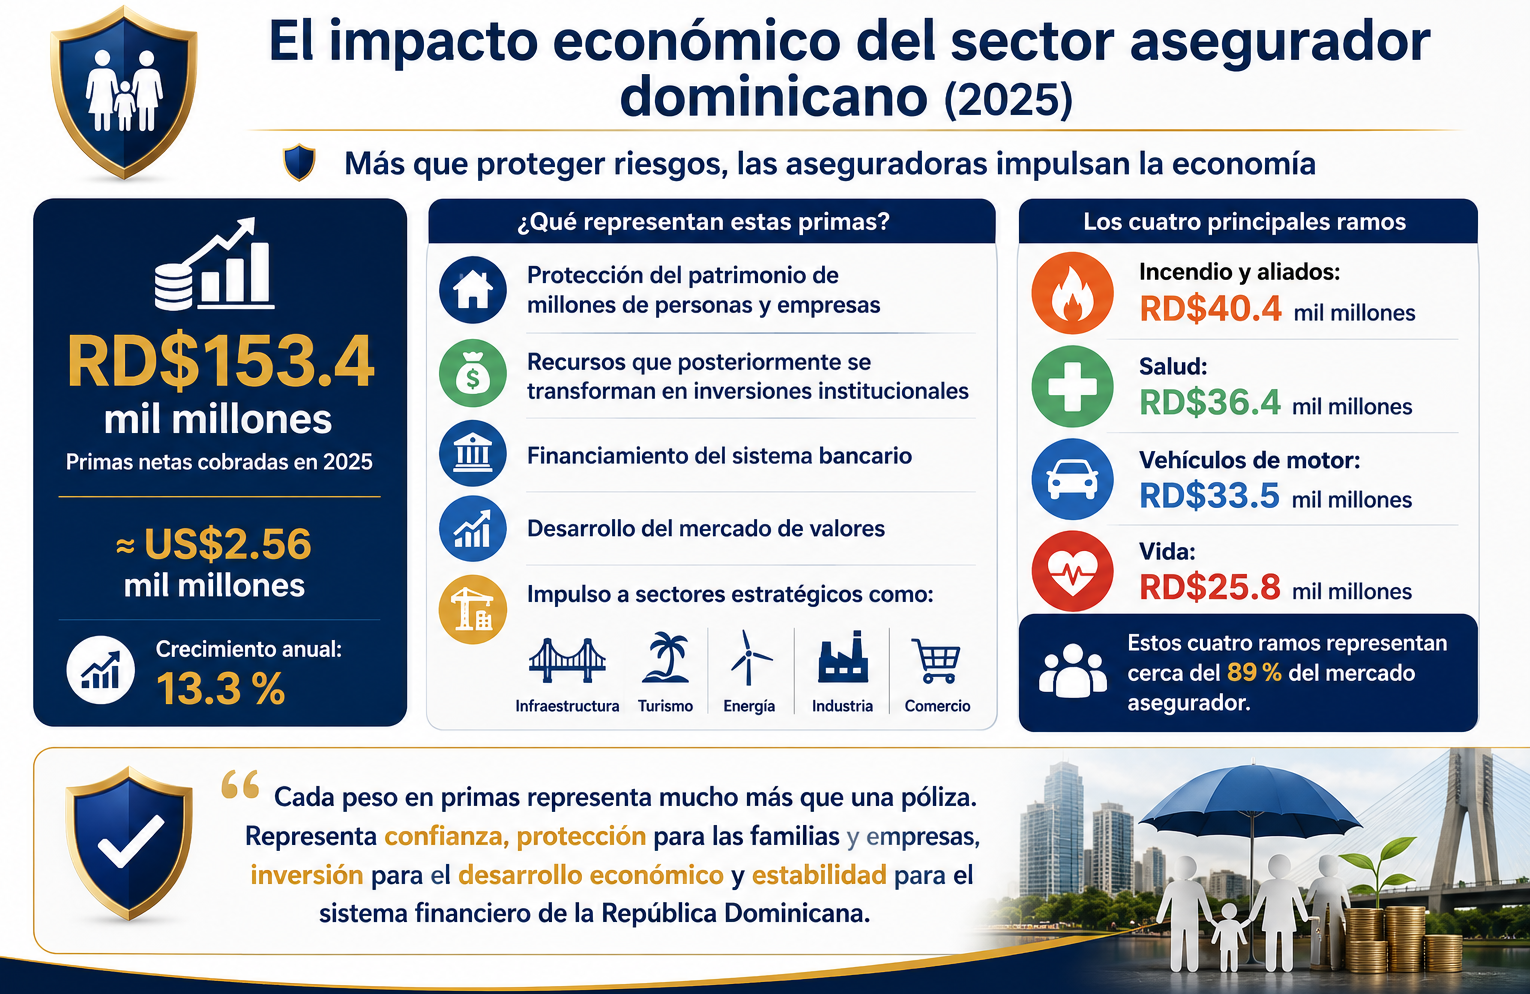 El impacto económico del sector asegurador
dominicano (2025)
Más que proteger riesgos, las aseguradoras impulsan la economía
RD$153.4
mil millones
Primas netas cobradas en 2025
≈ US$2.56
mil millones
Crecimiento anual:
13.3 %
¿Qué representan estas primas?
Protección del patrimonio de
millones de personas y empresas
Recursos que posteriormente se
transforman en inversiones institucionales
$
Financiamiento del sistema bancario
Desarrollo del mercado de valores
Impulso a sectores estratégicos como:
Infraestructura
Turismo
Energía
Industria
Comercio
Los cuatro principales ramos
Incendio y aliados:
RD$40.4 mil millones
Salud:
RD$36.4 mil millones
Vehículos de motor:
RD$33.5 mil millones
Vida:
RD$25.8 mil millones
Estos cuatro ramos representan
cerca del 89 % del mercado
asegurador.
“ Cada peso en primas representa mucho más que una póliza.
Representa confianza, protección para las familias y empresas,
inversión para el desarrollo económico y estabilidad para el
sistema financiero de la República Dominicana.